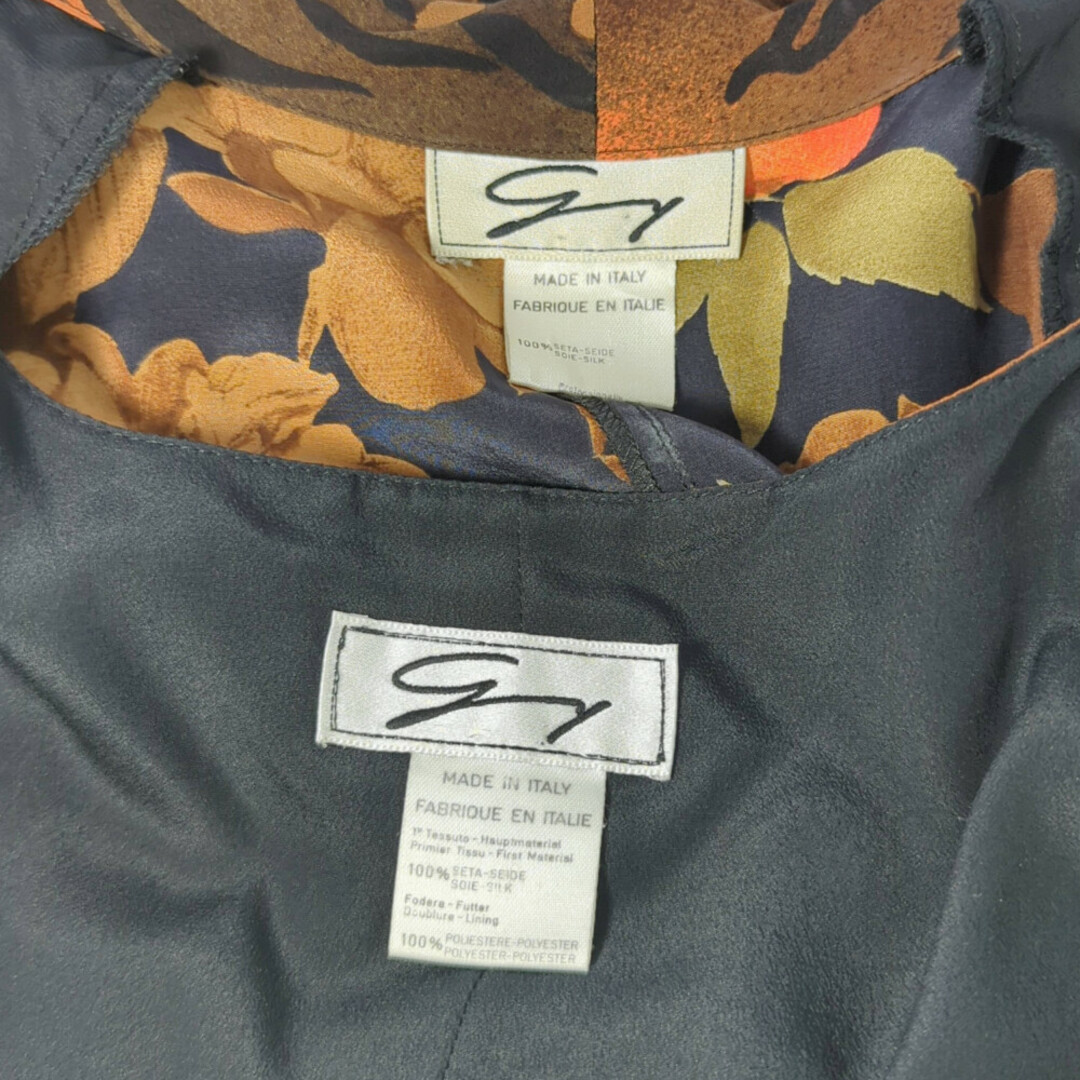 Gy
MADE IN ITALY
FABRIQUE EN ITALIE
100% SETA-SEIDE
SOIE-SILK
Gy
MADE IN ITALY
FABRIQUE EN ITALIE
1º Tessuto - Hauptmaterial
Primier Tissu - First Material
100% SETA-SEIDE
SOIE-SILK
Fodera - Futter
Doublure - Lining
100% POLIESTERE-POLYESTER
POLYESTER-POLYESTER